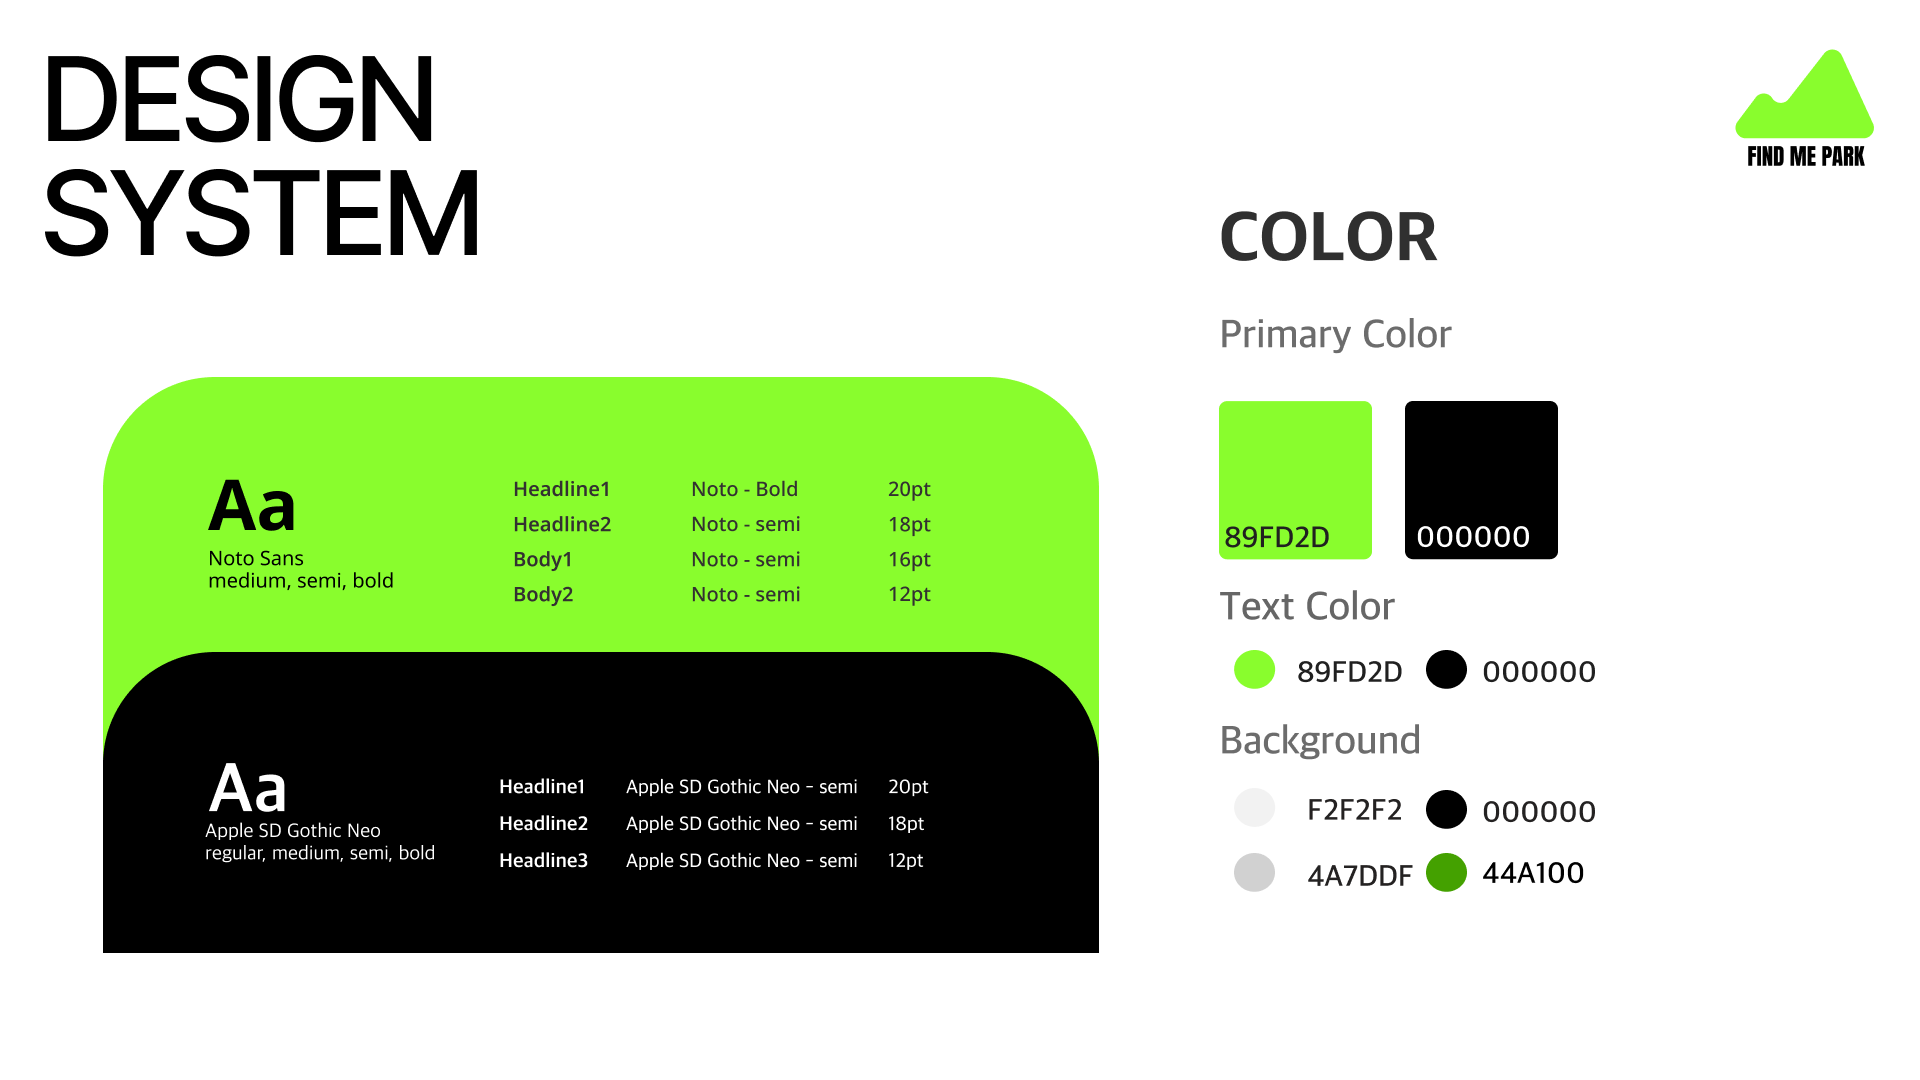 DESIGN
SYSTEM
FIND ME PARK
Aa
Noto Sans
medium, semi, bold
Headline1 Noto - Bold 20pt
Headline2 Noto - semi 18pt
Body1 Noto - semi 16pt
Body2 Noto - semi 12pt
Aa
Apple SD Gothic Neo
regular, medium, semi, bold
Headline1 Apple SD Gothic Neo - semi 20pt
Headline2 Apple SD Gothic Neo - semi 18pt
Headline3 Apple SD Gothic Neo - semi 12pt
COLOR
Primary Color
89FD2D 000000
Text Color
89FD2D 000000
Background
F2F2F2 000000
4A7DDF 44A100